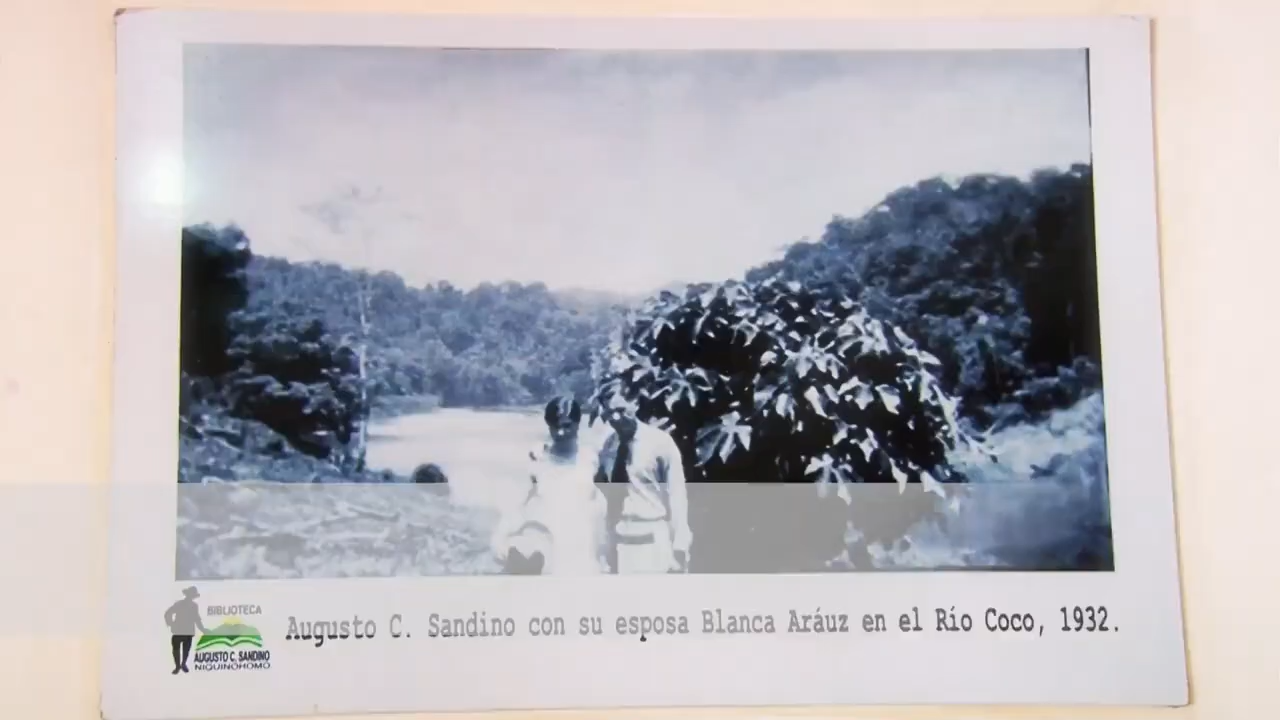 BIBLIOTECA
AUGUSTO C. SANDINO
NIQUINOHOMO
Augusto C. Sandino con su esposa Blanca Aráuz en el Río Coco, 1932.